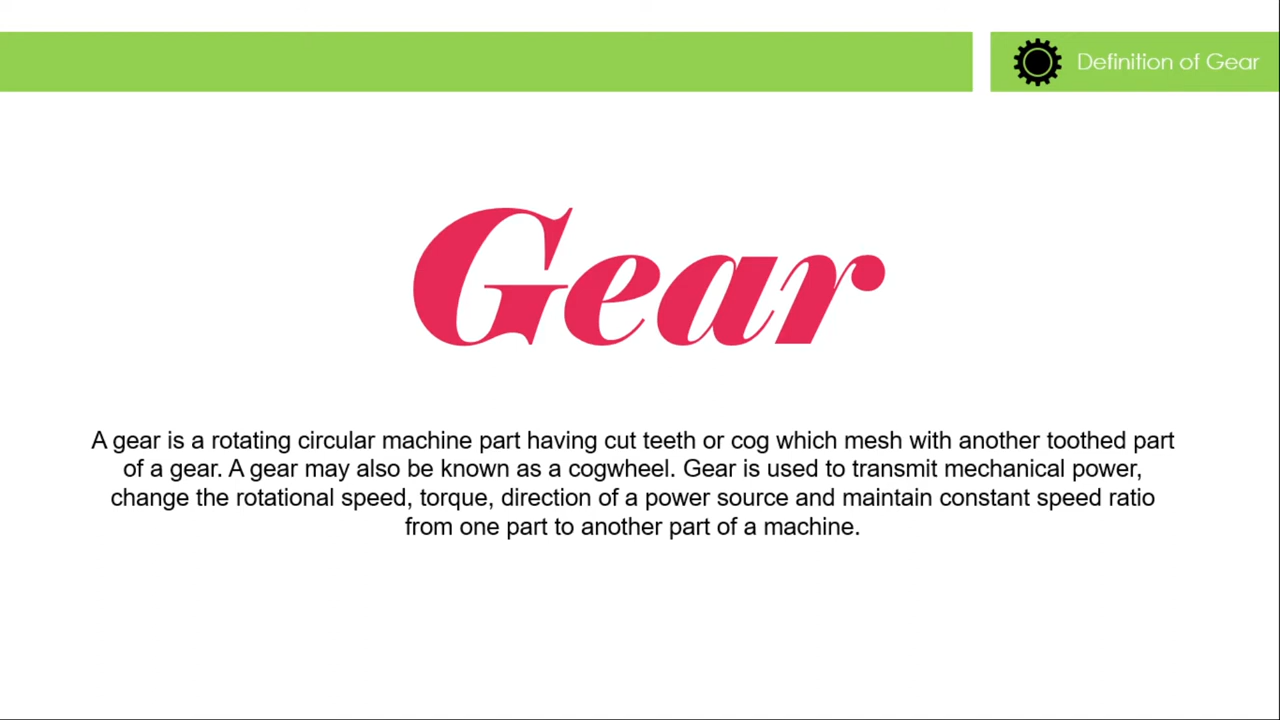 Definition of Gear
Gear
A gear is a rotating circular machine part having cut teeth or cog which mesh with another toothed part
of a gear. A gear may also be known as a cogwheel. Gear is used to transmit mechanical power,
change the rotational speed, torque, direction of a power source and maintain constant speed ratio
from one part to another part of a machine.